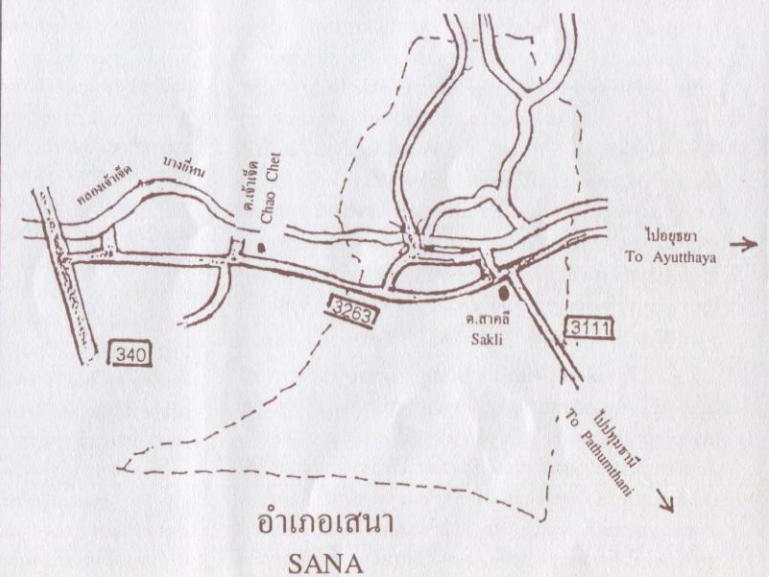 คลองเจ้าเจ็ด
บางยี่หน
ต.เจ้าเจ็ด
Chao Chet
ไปอยุธยา
To Ayutthaya
3263
ต.สาคลี
Sakli
3111
340
ไปปทุมธานี
To Pathumthani
อำเภอเสนา
SANA